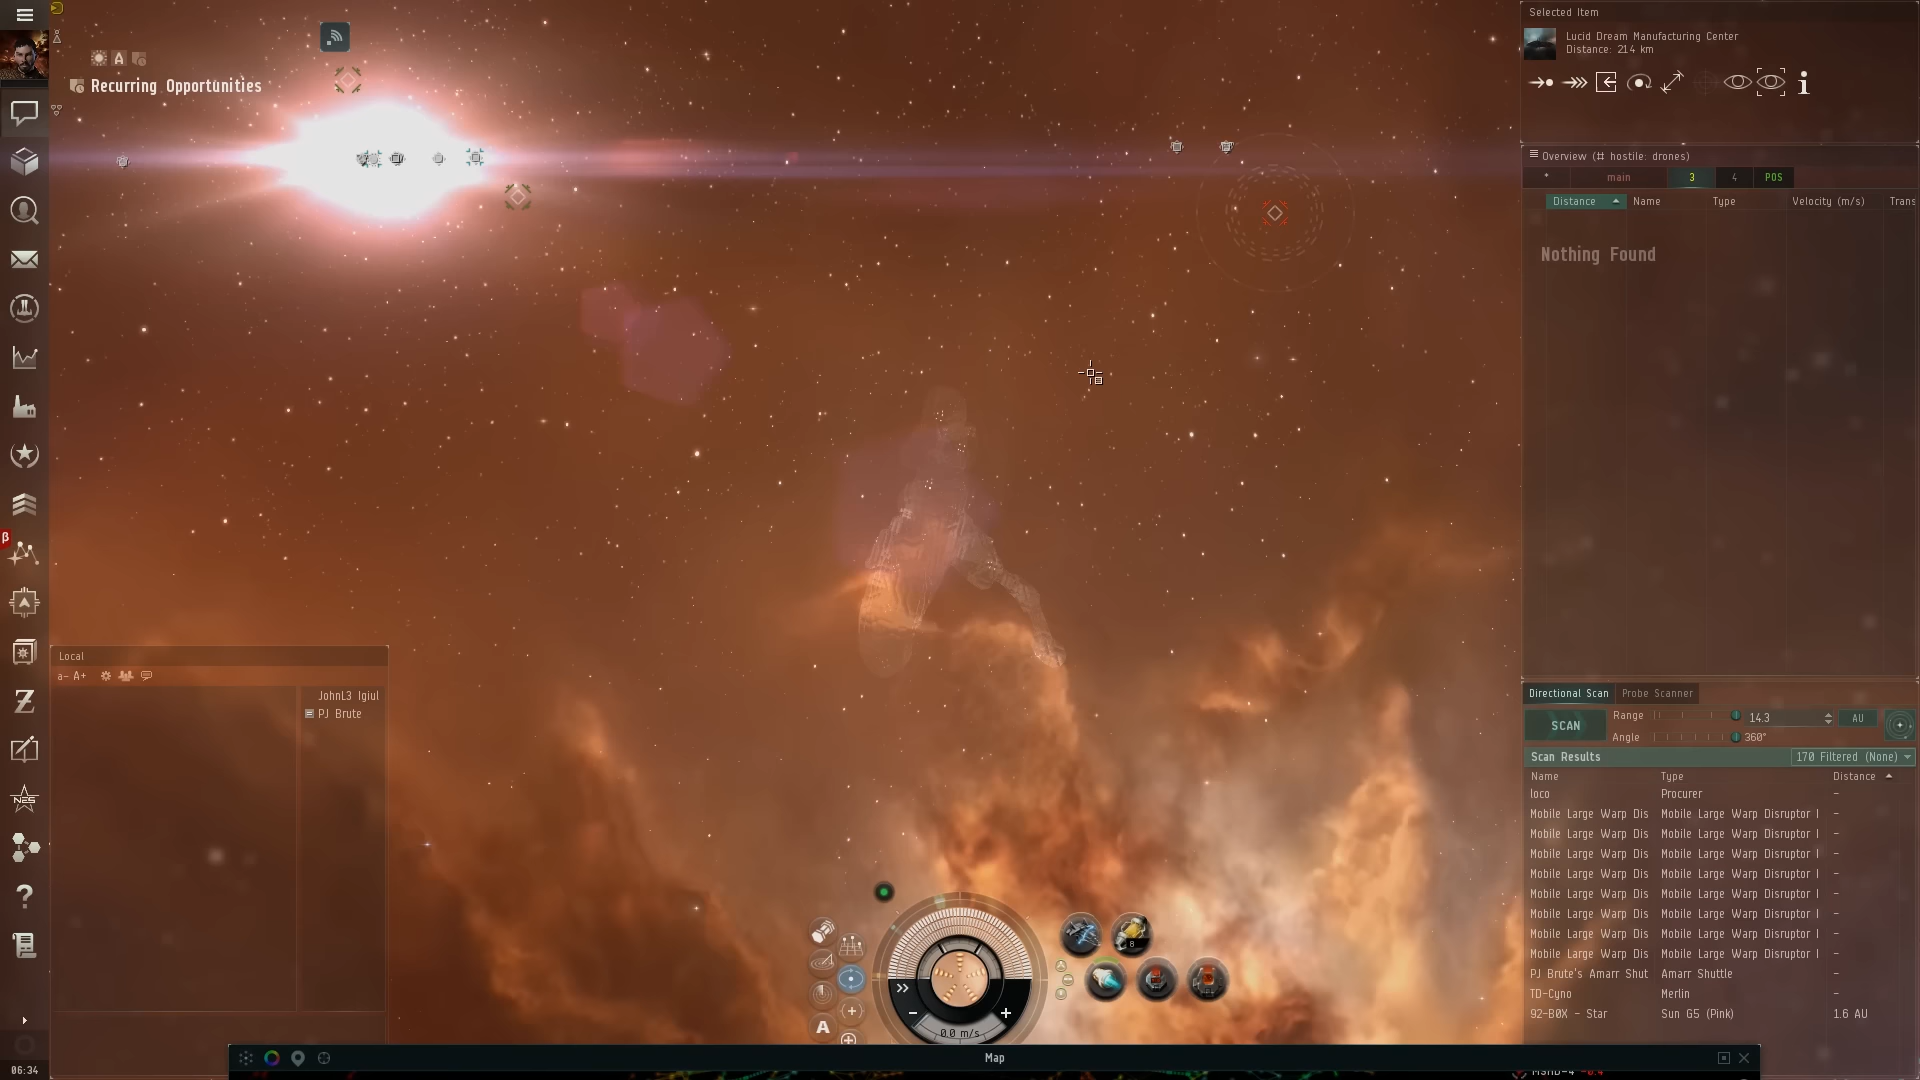 Recurring Opportunities
A
Selected Item
Lucid Dream Manufacturing Center
Distance: 214 km
Overview (# hostile: drones)
* main 3 4 POS
Distance Name Type Velocity (m/s) Trans
Nothing Found
β
NES
Local
a- A+
JohnL3 Igiul
PJ Brute
Directional Scan Probe Scanner
SCAN
Range 14.3 AU
Angle 360°
Scan Results 170 Filtered (None)
Name Type Distance
loco Procurer -
Mobile Large Warp Dis Mobile Large Warp Disruptor I -
Mobile Large Warp Dis Mobile Large Warp Disruptor I -
Mobile Large Warp Dis Mobile Large Warp Disruptor I -
Mobile Large Warp Dis Mobile Large Warp Disruptor I -
Mobile Large Warp Dis Mobile Large Warp Disruptor I -
Mobile Large Warp Dis Mobile Large Warp Disruptor I -
Mobile Large Warp Dis Mobile Large Warp Disruptor I -
Mobile Large Warp Dis Mobile Large Warp Disruptor I -
PJ Brute's Amarr Shut Amarr Shuttle -
TD-Cyno Merlin -
92-B0X - Star Sun G5 (Pink) 1.6 AU
8
A
0.0 m/s
Map
06:34